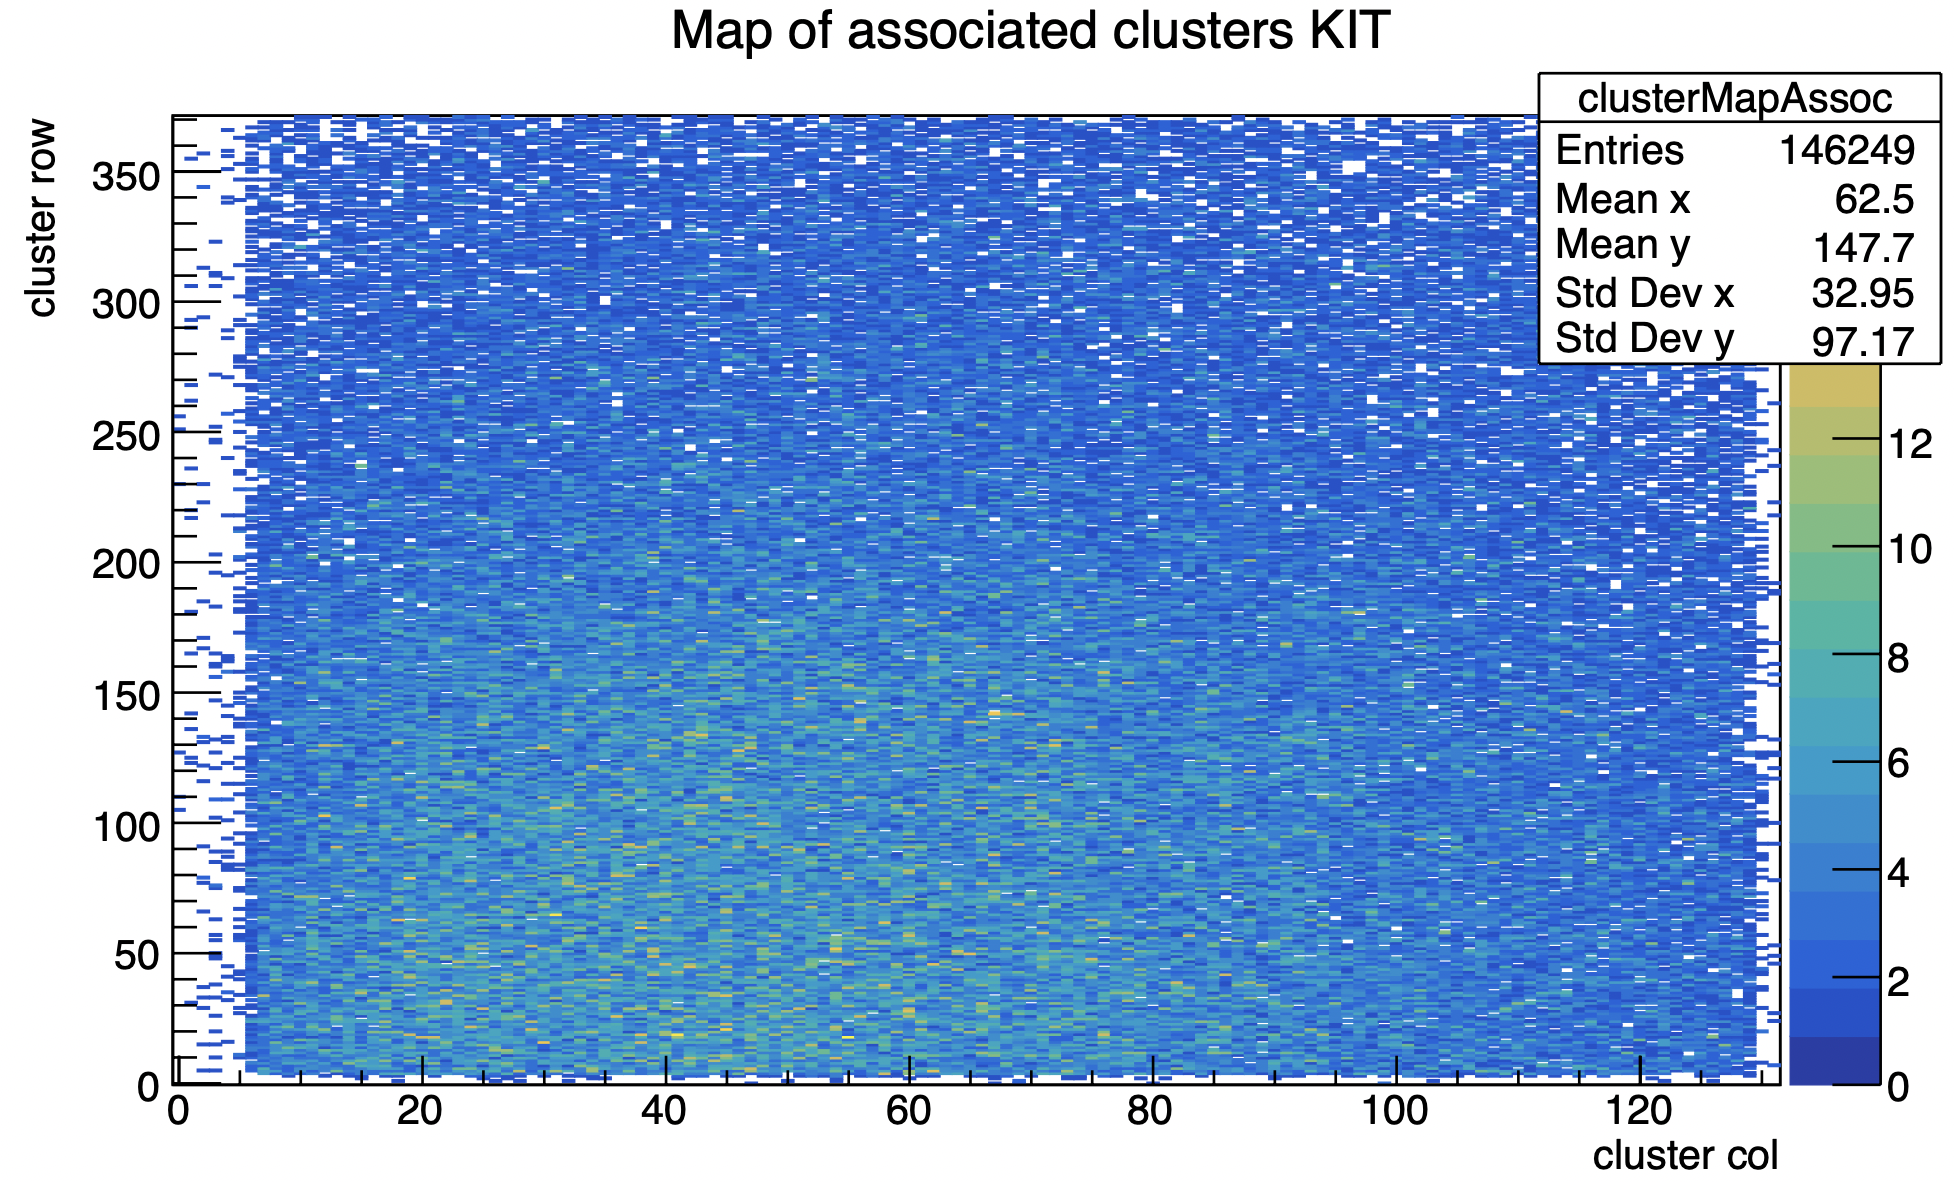 Map of associated clusters KIT
clusterMapAssoc
Entries 146249
Mean x 62.5
Mean y 147.7
Std Dev x 32.95
Std Dev y 97.17
cluster row
350
300
250
200
150
100
50
0
0 20 40 60 80 100 120
cluster col
12
10
8
6
4
2
0